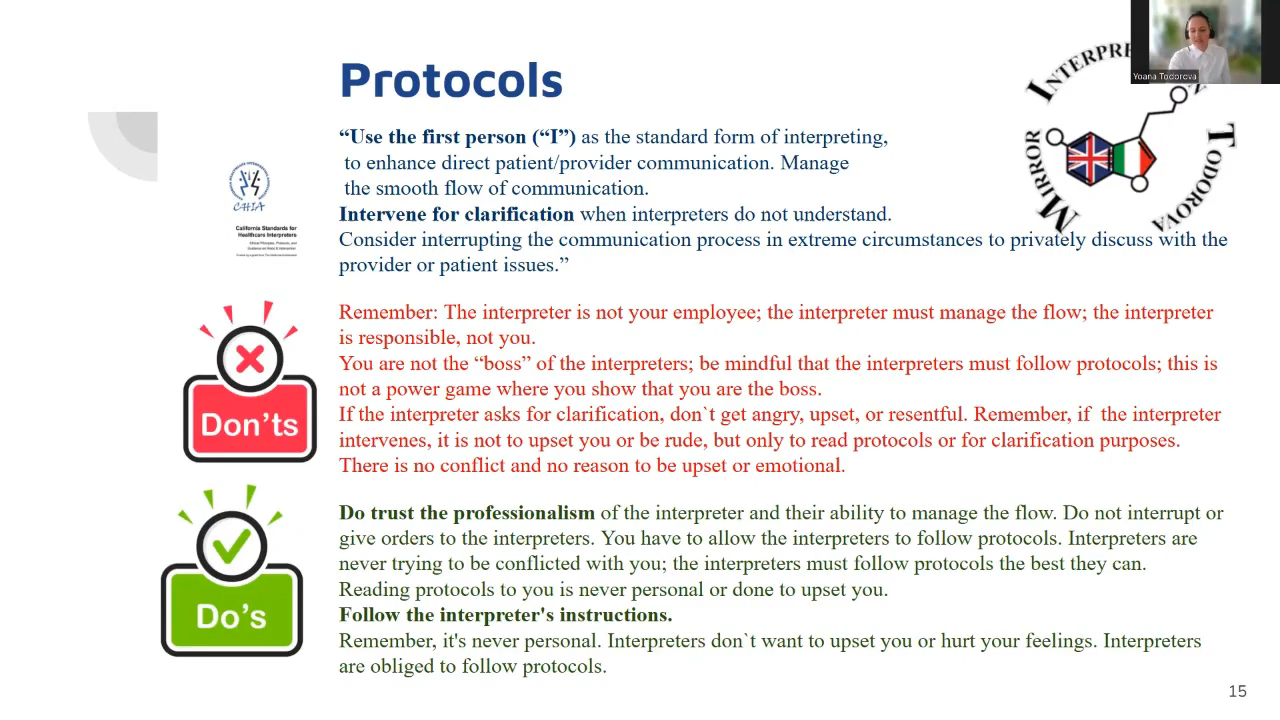 Protocols
Yoana Todorova
INTERPRE
MIRROR
TODOROVA
“Use the first person (“I”) as the standard form of interpreting,
to enhance direct patient/provider communication. Manage
the smooth flow of communication.
Intervene for clarification when interpreters do not understand.
Consider interrupting the communication process in extreme circumstances to privately discuss with the
provider or patient issues.”
CHIA
California Standards for
Healthcare Interpreters
Remember: The interpreter is not your employee; the interpreter must manage the flow; the interpreter
is responsible, not you.
You are not the “boss” of the interpreters; be mindful that the interpreters must follow protocols; this is
not a power game where you show that you are the boss.
If the interpreter asks for clarification, don`t get angry, upset, or resentful. Remember, if  the interpreter
intervenes, it is not to upset you or be rude, but only to read protocols or for clarification purposes.
There is no conflict and no reason to be upset or emotional.
Don’ts
Do trust the professionalism of the interpreter and their ability to manage the flow. Do not interrupt or
give orders to the interpreters. You have to allow the interpreters to follow protocols. Interpreters are
never trying to be conflicted with you; the interpreters must follow protocols the best they can.
Reading protocols to you is never personal or done to upset you.
Follow the interpreter's instructions.
Remember, it's never personal. Interpreters don`t want to upset you or hurt your feelings. Interpreters
are obliged to follow protocols.
Do’s
15